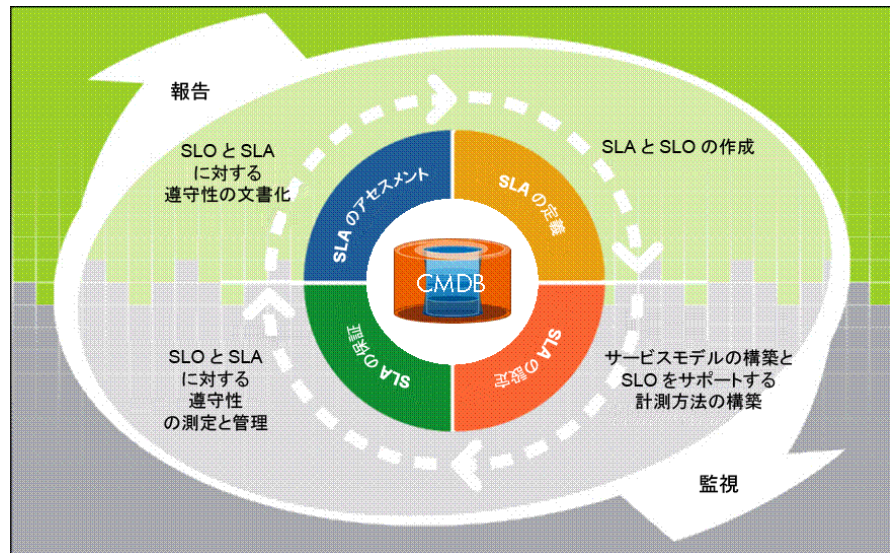 報告
SLO と SLA
に対する
遵守性の文書化
SLA と SLO の作成
SLA のアセスメント
SLA の定義
CMDB
SLA の保証
SLA の設定
SLO と SLA
に対する
遵守性
の測定と管理
サービスモデルの構築と
SLO をサポートする
計測方法の構築
監視